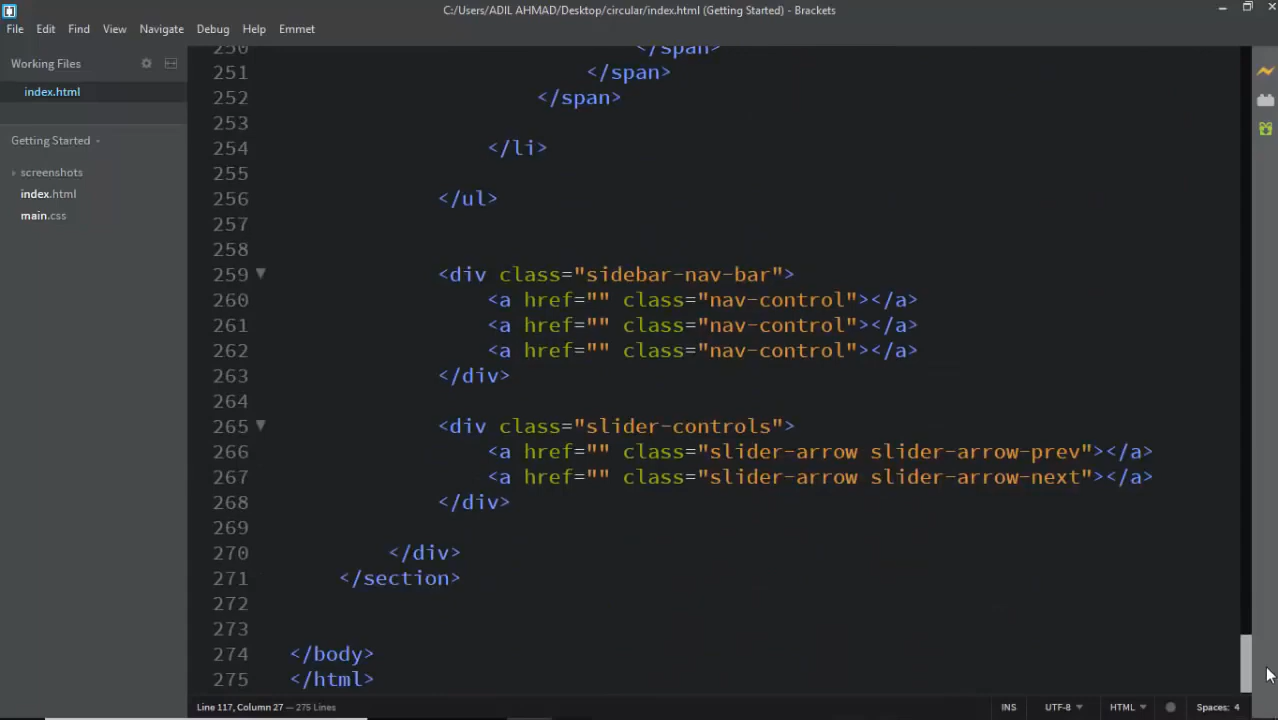 C:/Users/ADIL AHMAD/Desktop/circular/index.html (Getting Started) - Brackets
File Edit Find View Navigate Debug Help Emmet
Working Files
index.html
Getting Started
screenshots
index.html
main.css
250 </span>
251 </span>
252 </span>
253
254 </li>
255
256 </ul>
257
258
259 <div class="sidebar-nav-bar">
260 <a href="" class="nav-control"></a>
261 <a href="" class="nav-control"></a>
262 <a href="" class="nav-control"></a>
263 </div>
264
265 <div class="slider-controls">
266 <a href="" class="slider-arrow slider-arrow-prev"></a>
267 <a href="" class="slider-arrow slider-arrow-next"></a>
268 </div>
269
270 </div>
271 </section>
272
273
274 </body>
275 </html>
Line 117, Column 27 — 275 Lines INS UTF-8 HTML Spaces: 4